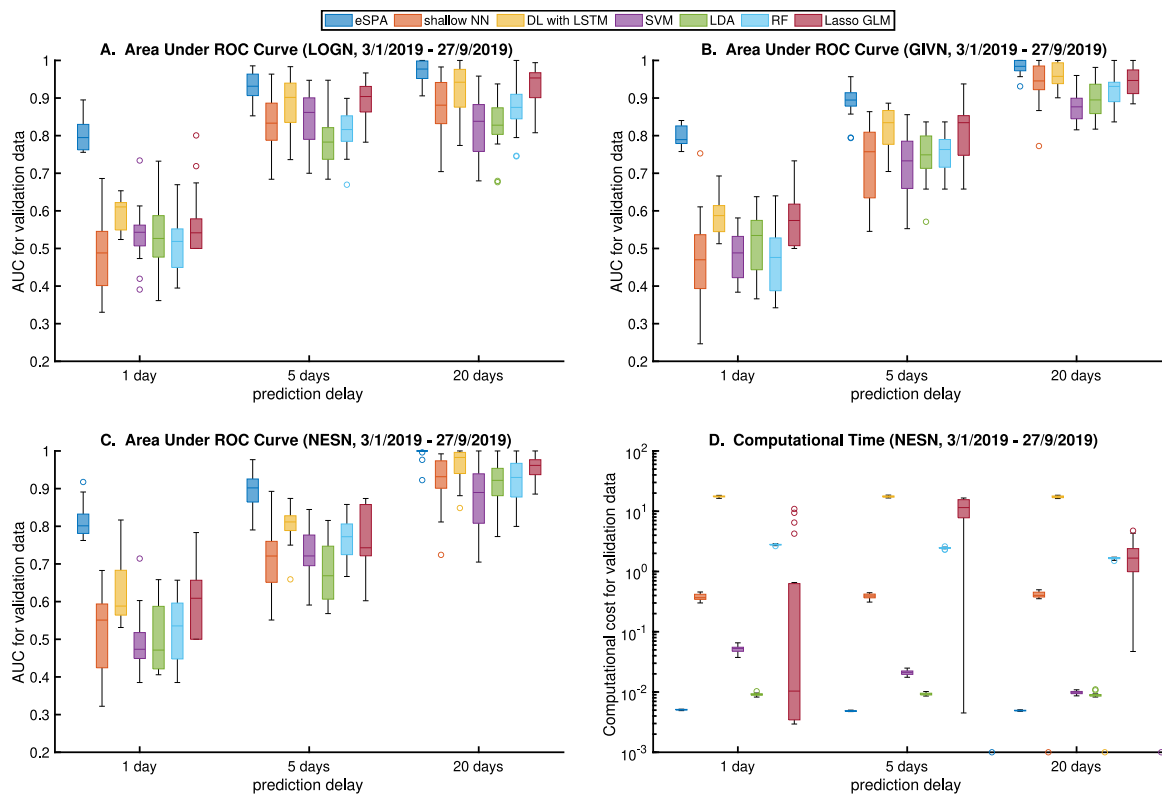 eSPA shallow NN DL with LSTM SVM LDA RF Lasso GLM
A. Area Under ROC Curve (LOGN, 3/1/2019 - 27/9/2019)
AUC for validation data
1
0.9
0.8
0.7
0.6
0.5
0.4
0.3
0.2
1 day 5 days 20 days
prediction delay
B. Area Under ROC Curve (GIVN, 3/1/2019 - 27/9/2019)
AUC for validation data
1
0.9
0.8
0.7
0.6
0.5
0.4
0.3
0.2
1 day 5 days 20 days
prediction delay
C. Area Under ROC Curve (NESN, 3/1/2019 - 27/9/2019)
AUC for validation data
1
0.9
0.8
0.7
0.6
0.5
0.4
0.3
0.2
1 day 5 days 20 days
prediction delay
D. Computational Time (NESN, 3/1/2019 - 27/9/2019)
Computational cost for validation data
10^2
10^1
10^0
10^-1
10^-2
10^-3
1 day 5 days 20 days
prediction delay